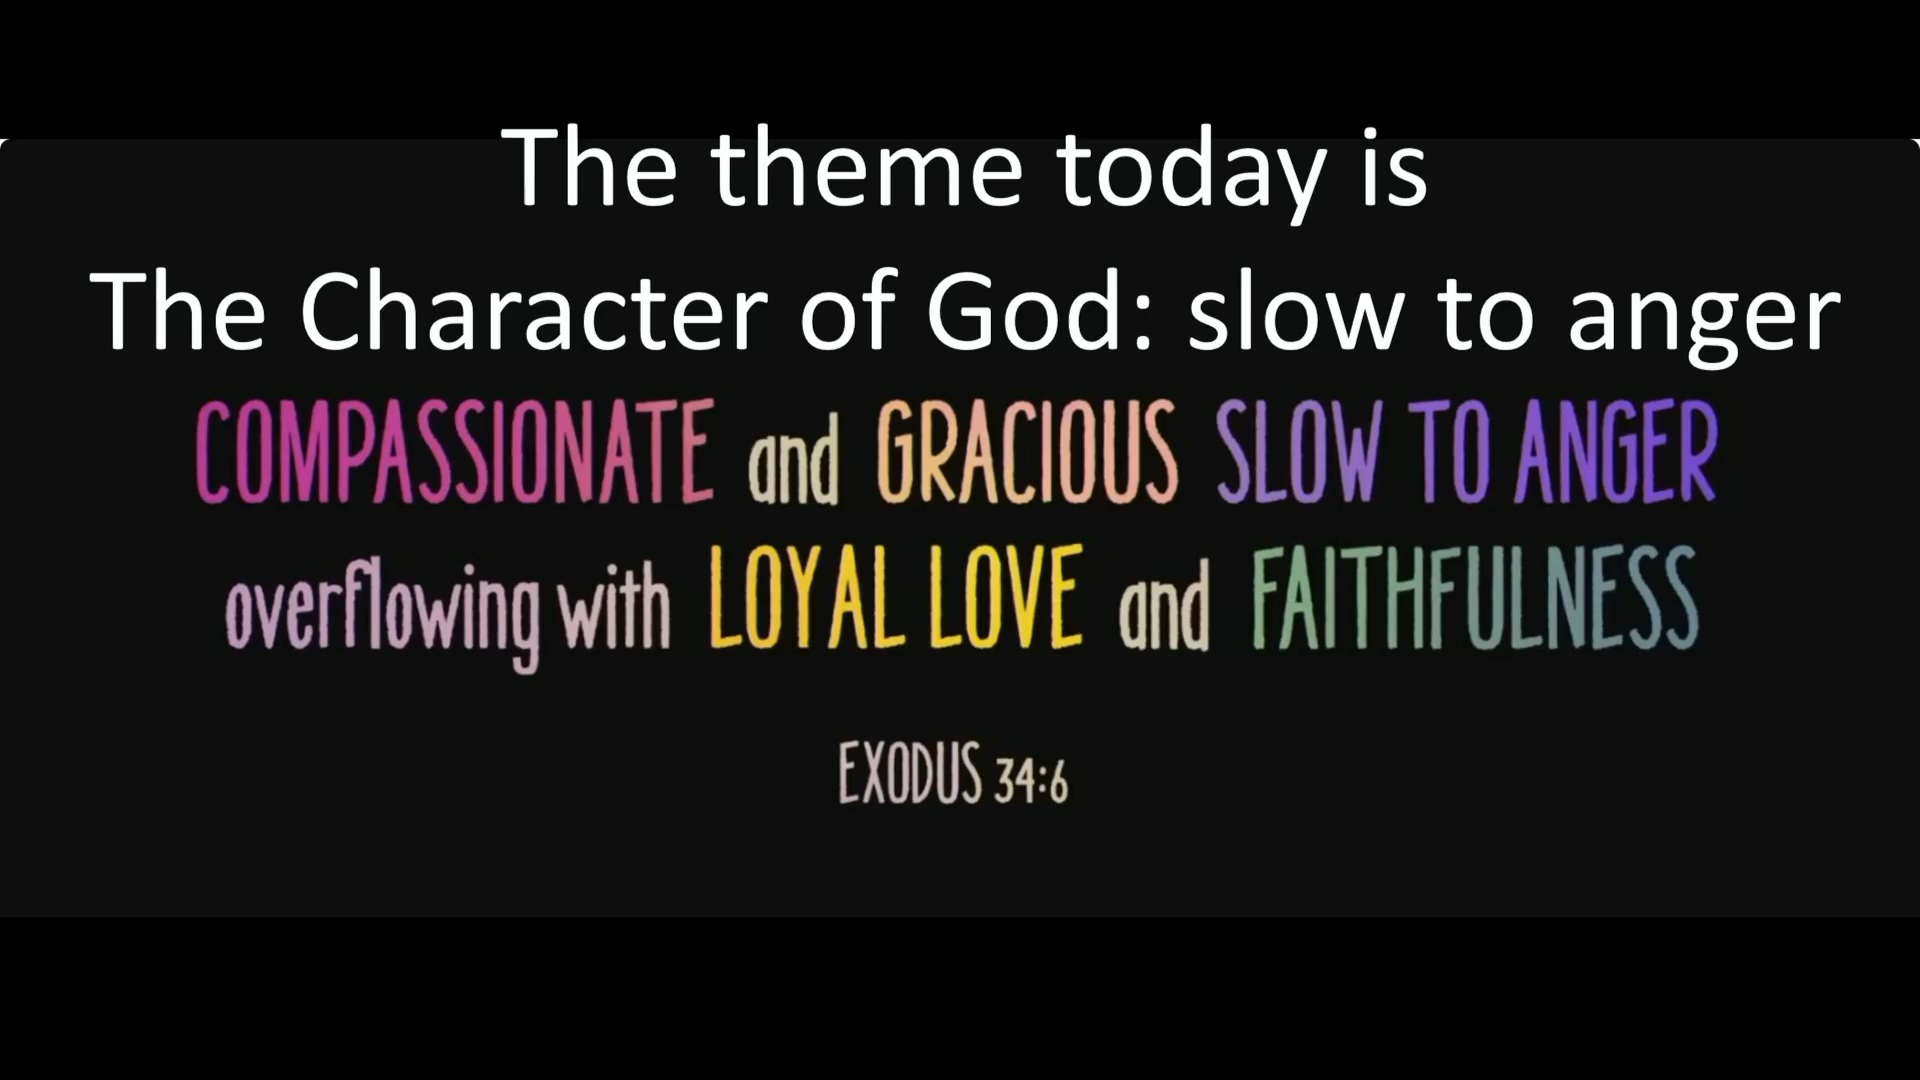 The theme today is
The Character of God: slow to anger
COMPASSIONATE and GRACIOUS SLOW TO ANGER
overflowing with LOYAL LOVE and FAITHFULNESS
EXODUS 34:6